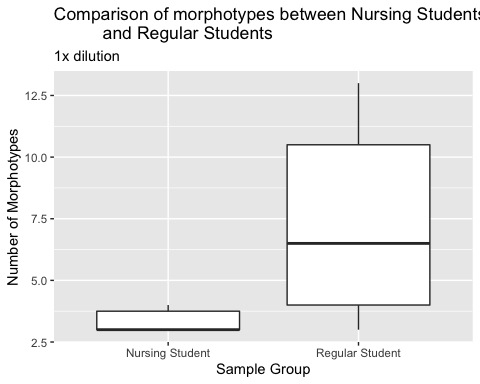 Comparison of morphotypes between Nursing Students
and Regular Students
1x dilution
12.5
10.0
7.5
5.0
2.5
Number of Morphotypes
Nursing Student
Regular Student
Sample Group